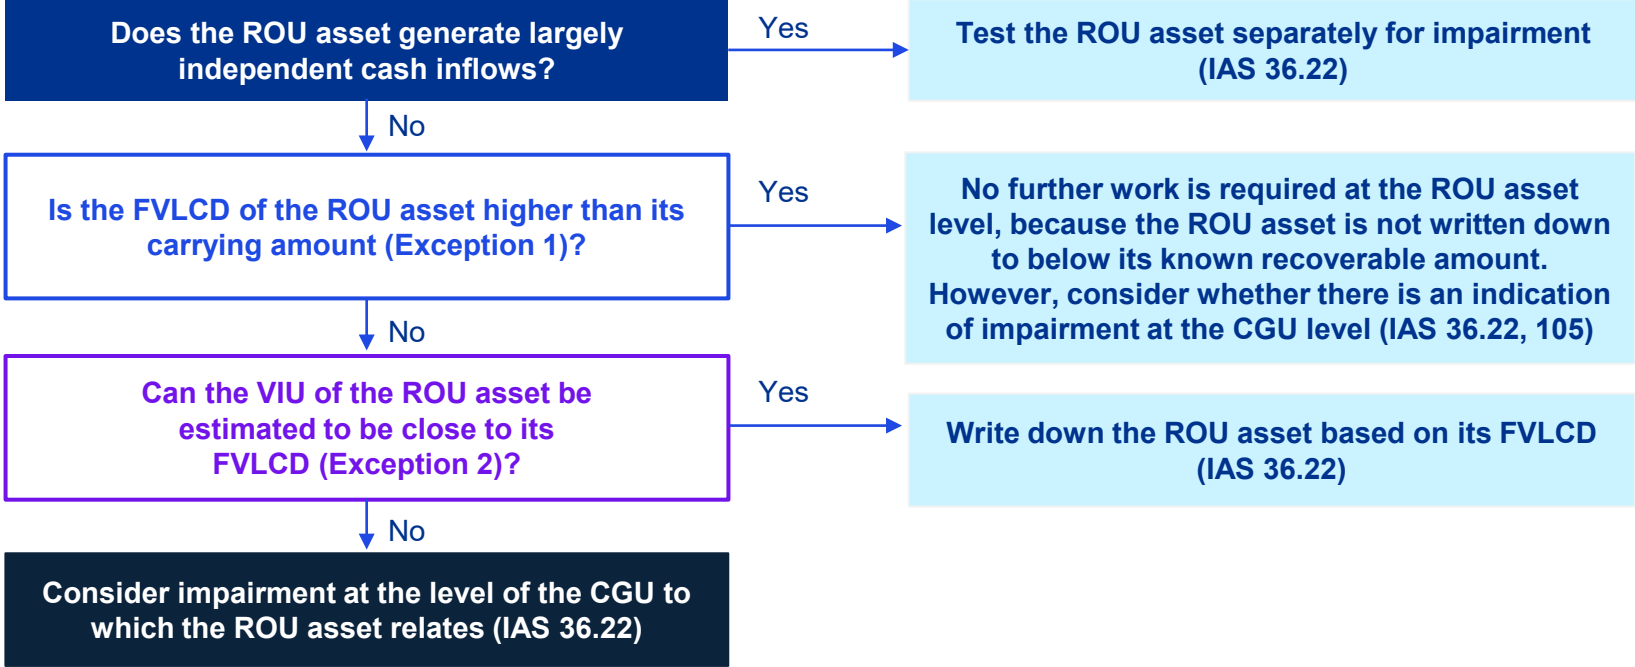 Does the ROU asset generate largely
independent cash inflows?
Yes
Test the ROU asset separately for impairment
(IAS 36.22)
No
Is the FVLCD of the ROU asset higher than its
carrying amount (Exception 1)?
Yes
No further work is required at the ROU asset
level, because the ROU asset is not written down
to below its known recoverable amount.
However, consider whether there is an indication
of impairment at the CGU level (IAS 36.22, 105)
No
Can the VIU of the ROU asset be
estimated to be close to its
FVLCD (Exception 2)?
Yes
Write down the ROU asset based on its FVLCD
(IAS 36.22)
No
Consider impairment at the level of the CGU to
which the ROU asset relates (IAS 36.22)